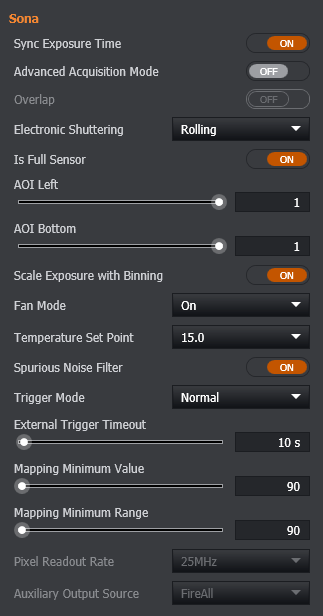 Sona
Sync Exposure Time ON
Advanced Acquisition Mode OFF
Overlap OFF
Electronic Shuttering Rolling
Is Full Sensor ON
AOI Left
1
AOI Bottom
1
Scale Exposure with Binning ON
Fan Mode On
Temperature Set Point 15.0
Spurious Noise Filter ON
Trigger Mode Normal
External Trigger Timeout
10 s
Mapping Minimum Value
90
Mapping Minimum Range
90
Pixel Readout Rate 25MHz
Auxiliary Output Source FireAll